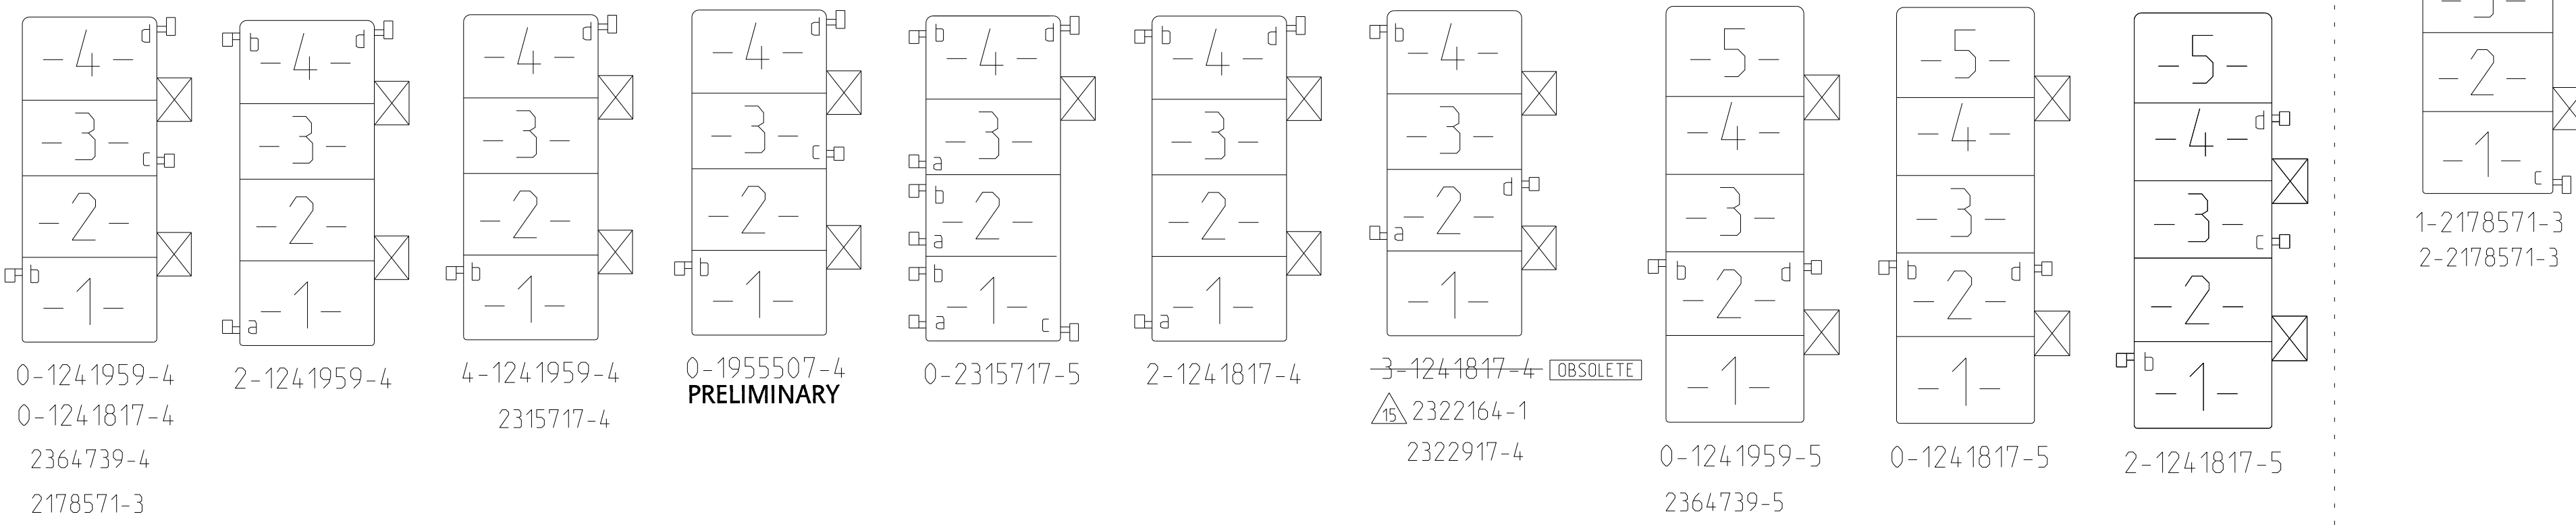 -4- d
-3- c
-2-
b -1-
0-1241959-4
0-1241817-4
2364739-4
2178571-3
b -4- d
-3-
-2-
a -1-
2-1241959-4
-4- d
-3-
-2-
b -1-
4-1241959-4
2315717-4
-4- d
-3- c
-2-
b -1-
0-1955507-4
PRELIMINARY
b -4- d
a -3-
b
a -2-
b
a -1- c
0-2315717-5
b -4- d
-3-
-2-
a -1-
2-1241817-4
b -4-
-3-
a -2- d
-1-
3-1241817-4 OBSOLETE
15 2322164-1
2322917-4
-5-
-4-
-3-
b -2- d
-1-
0-1241959-5
2364739-5
-5-
-4-
-3-
b -2- d
-1-
0-1241817-5
-5-
-4- d
-3- c
-2-
b -1-
2-1241817-5
-2-
-1- c
1-2178571-3
2-2178571-3